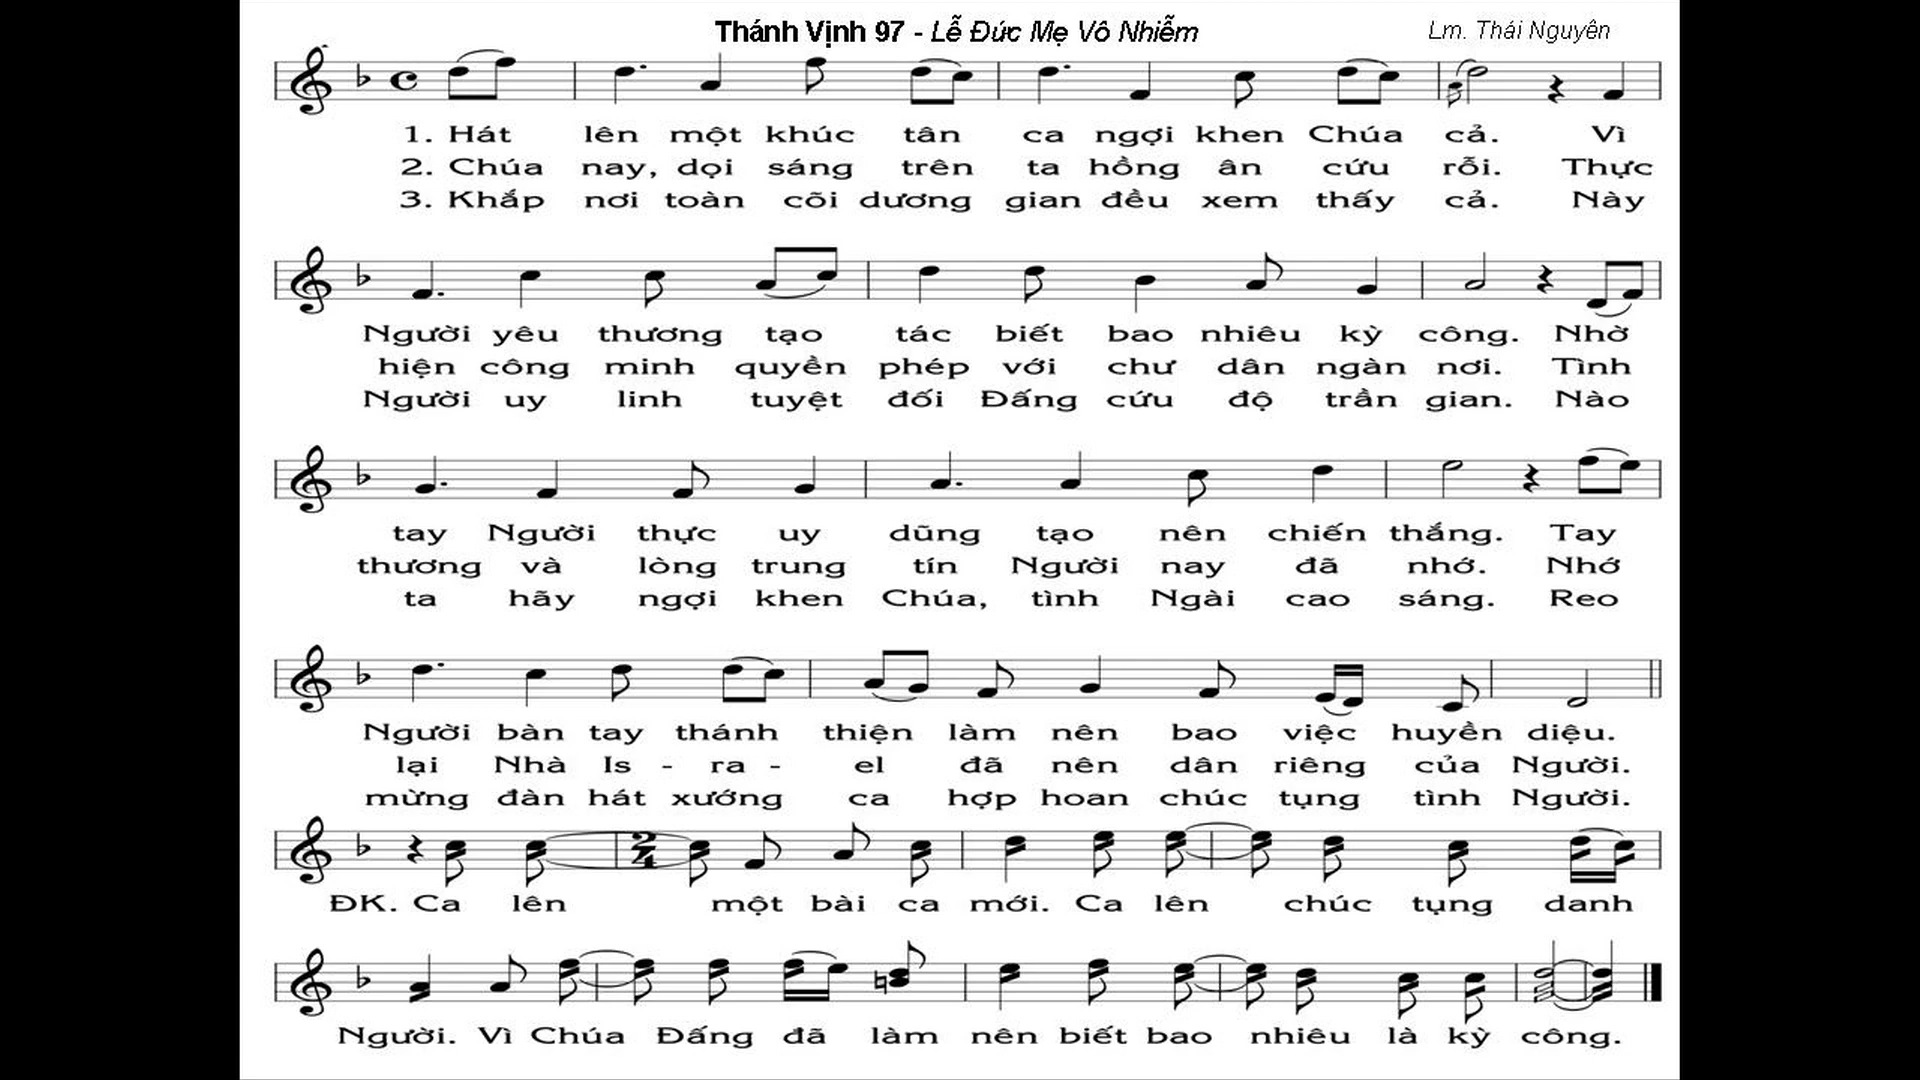 Thánh Vịnh 97 - Lễ Đức Mẹ Vô Nhiễm
Lm. Thái Nguyên
1. Hát lên một khúc tân ca ngợi khen Chúa cả. Vì
2. Chúa nay, dọi sáng trên ta hồng ân cứu rỗi. Thực
3. Khắp nơi toàn cõi dương gian đều xem thấy cả. Này
Người yêu thương tạo tác biết bao nhiêu kỳ công. Nhờ
hiện công minh quyền phép với chư dân ngàn nơi. Tình
Người uy linh tuyệt đối Đấng cứu độ trần gian. Nào
tay Người thực uy dũng tạo nên chiến thắng. Tay
thương và lòng trung tín Người nay đã nhớ. Nhớ
ta hãy ngợi khen Chúa, tình Ngài cao sáng. Reo
Người bàn tay thánh thiện làm nên bao việc huyền diệu.
lại Nhà Is - ra - el đã nên dân riêng của Người.
mừng đàn hát xướng ca hợp hoan chúc tụng tình Người.
2/4
ĐK. Ca lên một bài ca mới. Ca lên chúc tụng danh
Người. Vì Chúa Đấng đã làm nên biết bao nhiêu là kỳ công.